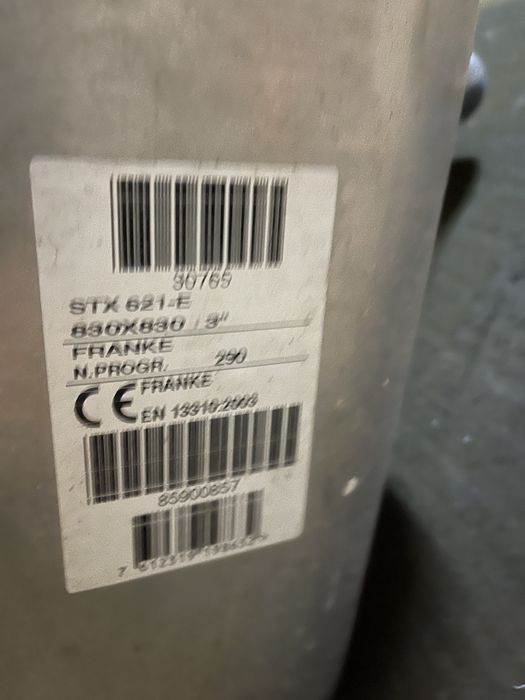 30765
STX 621-E
830X830 / 3"
FRANKE
N.PROGR. 290
CE FRANKE
EN 13310:2003
85900857